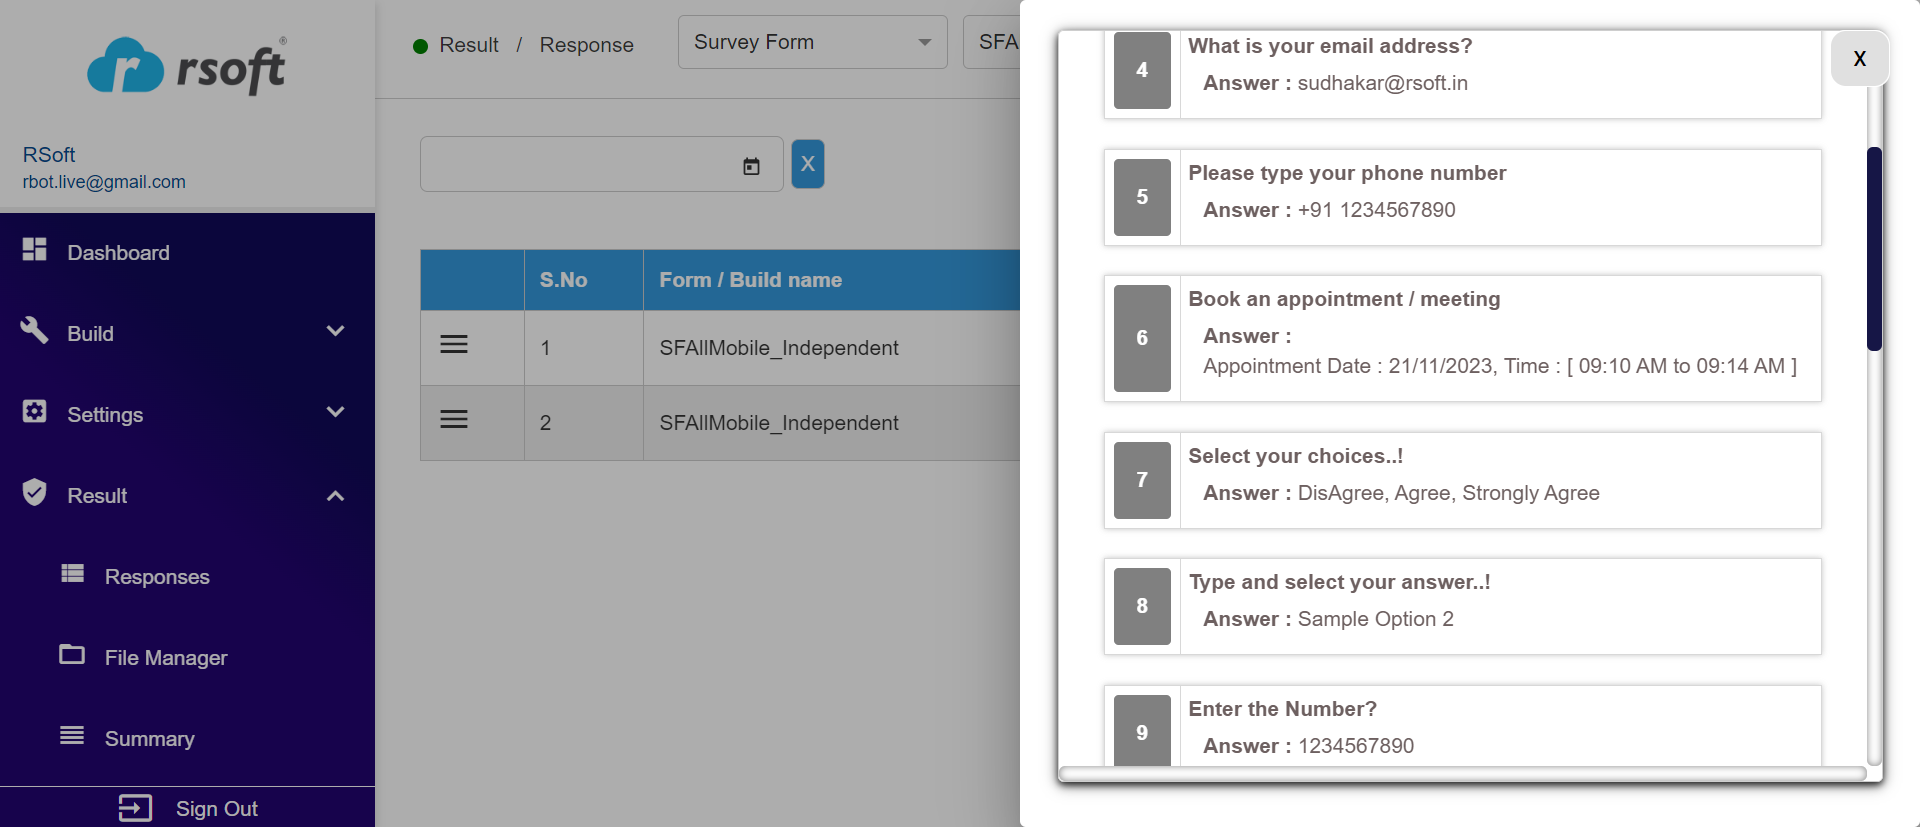 rsoft®
RSoft
rbot.live@gmail.com
Dashboard
Build
Settings
Result
Responses
File Manager
Summary
Sign Out
Result / Response
Survey Form
SFA
X
S.No
Form / Build name
1
SFAllMobile_Independent
2
SFAllMobile_Independent
X
4
What is your email address?
Answer : sudhakar@rsoft.in
5
Please type your phone number
Answer : +91 1234567890
6
Book an appointment / meeting
Answer :
Appointment Date : 21/11/2023, Time : [ 09:10 AM to 09:14 AM ]
7
Select your choices..!
Answer : DisAgree, Agree, Strongly Agree
8
Type and select your answer..!
Answer : Sample Option 2
9
Enter the Number?
Answer : 1234567890